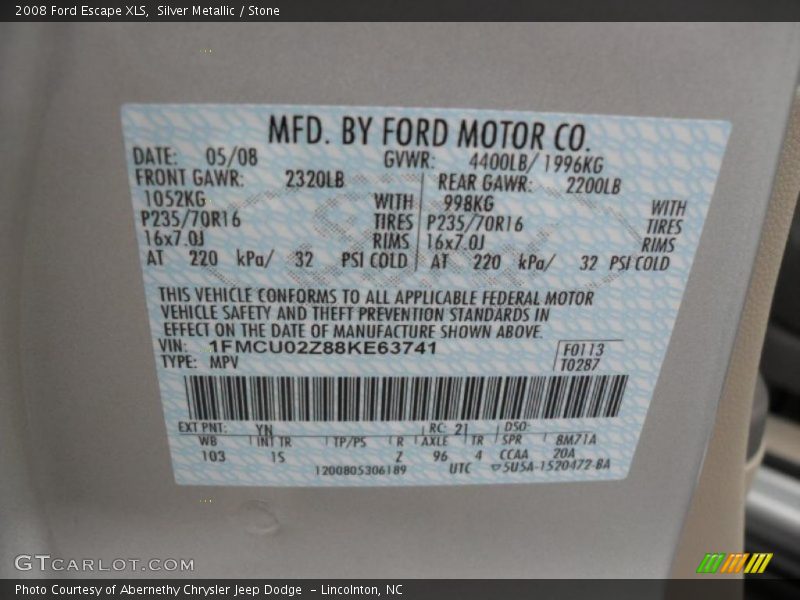 2008 Ford Escape XLS, Silver Metallic / Stone
MFD. BY FORD MOTOR CO.
DATE: 05/08 GVWR: 4400LB/ 1996KG
FRONT GAWR: 2320LB REAR GAWR: 2200LB
1052KG WITH 998KG WITH
P235/70R16 TIRES P235/70R16 TIRES
16x7.0J RIMS 16x7.0J RIMS
AT 220 kPa/ 32 PSI COLD AT 220 kPa/ 32 PSI COLD
THIS VEHICLE CONFORMS TO ALL APPLICABLE FEDERAL MOTOR
VEHICLE SAFETY AND THEFT PREVENTION STANDARDS IN
EFFECT ON THE DATE OF MANUFACTURE SHOWN ABOVE.
VIN: 1FMCU02Z88KE63741 F0113
TYPE: MPV T0287
EXT PNT: YN RC: 21 DSO:
WB INT TR TP/PS R AXLE TR SPR 8M71A
103 1S Z 96 4 CCAA 20A
1200805306189 UTC 5U5A-1520472-BA
GTCARLOT.COM
Photo Courtesy of Abernethy Chrysler Jeep Dodge - Lincolnton, NC